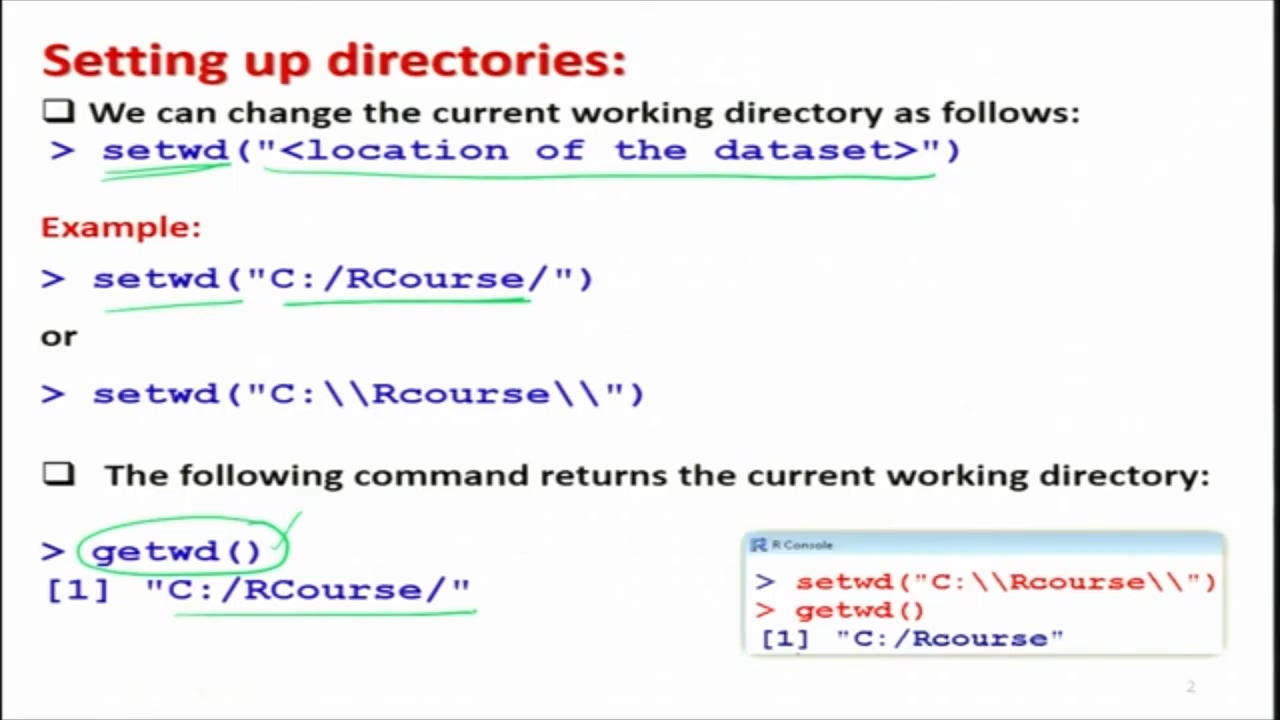 Setting up directories:
❑ We can change the current working directory as follows:
> setwd("<location of the dataset>")
Example:
> setwd("C:/RCourse/")
or
> setwd("C:\\Rcourse\\")
❑ The following command returns the current working directory:
> getwd()
[1] "C:/RCourse/"
R Console
> setwd("C:\\Rcourse\\")
> getwd()
[1] "C:/Rcourse"
2